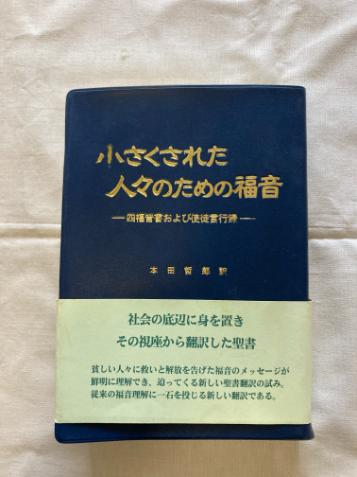 小さくされた
人々のための福音
―四福音書および使徒言行録―
本田哲郎訳
社会の底辺に身を置き
その視座から翻訳した聖書
貧しい人々に救いと解放を告げた福音のメッセージが
鮮明に理解でき、迫ってくる新しい聖書翻訳の試み。
従来の福音理解に一石を投じる新しい翻訳である。